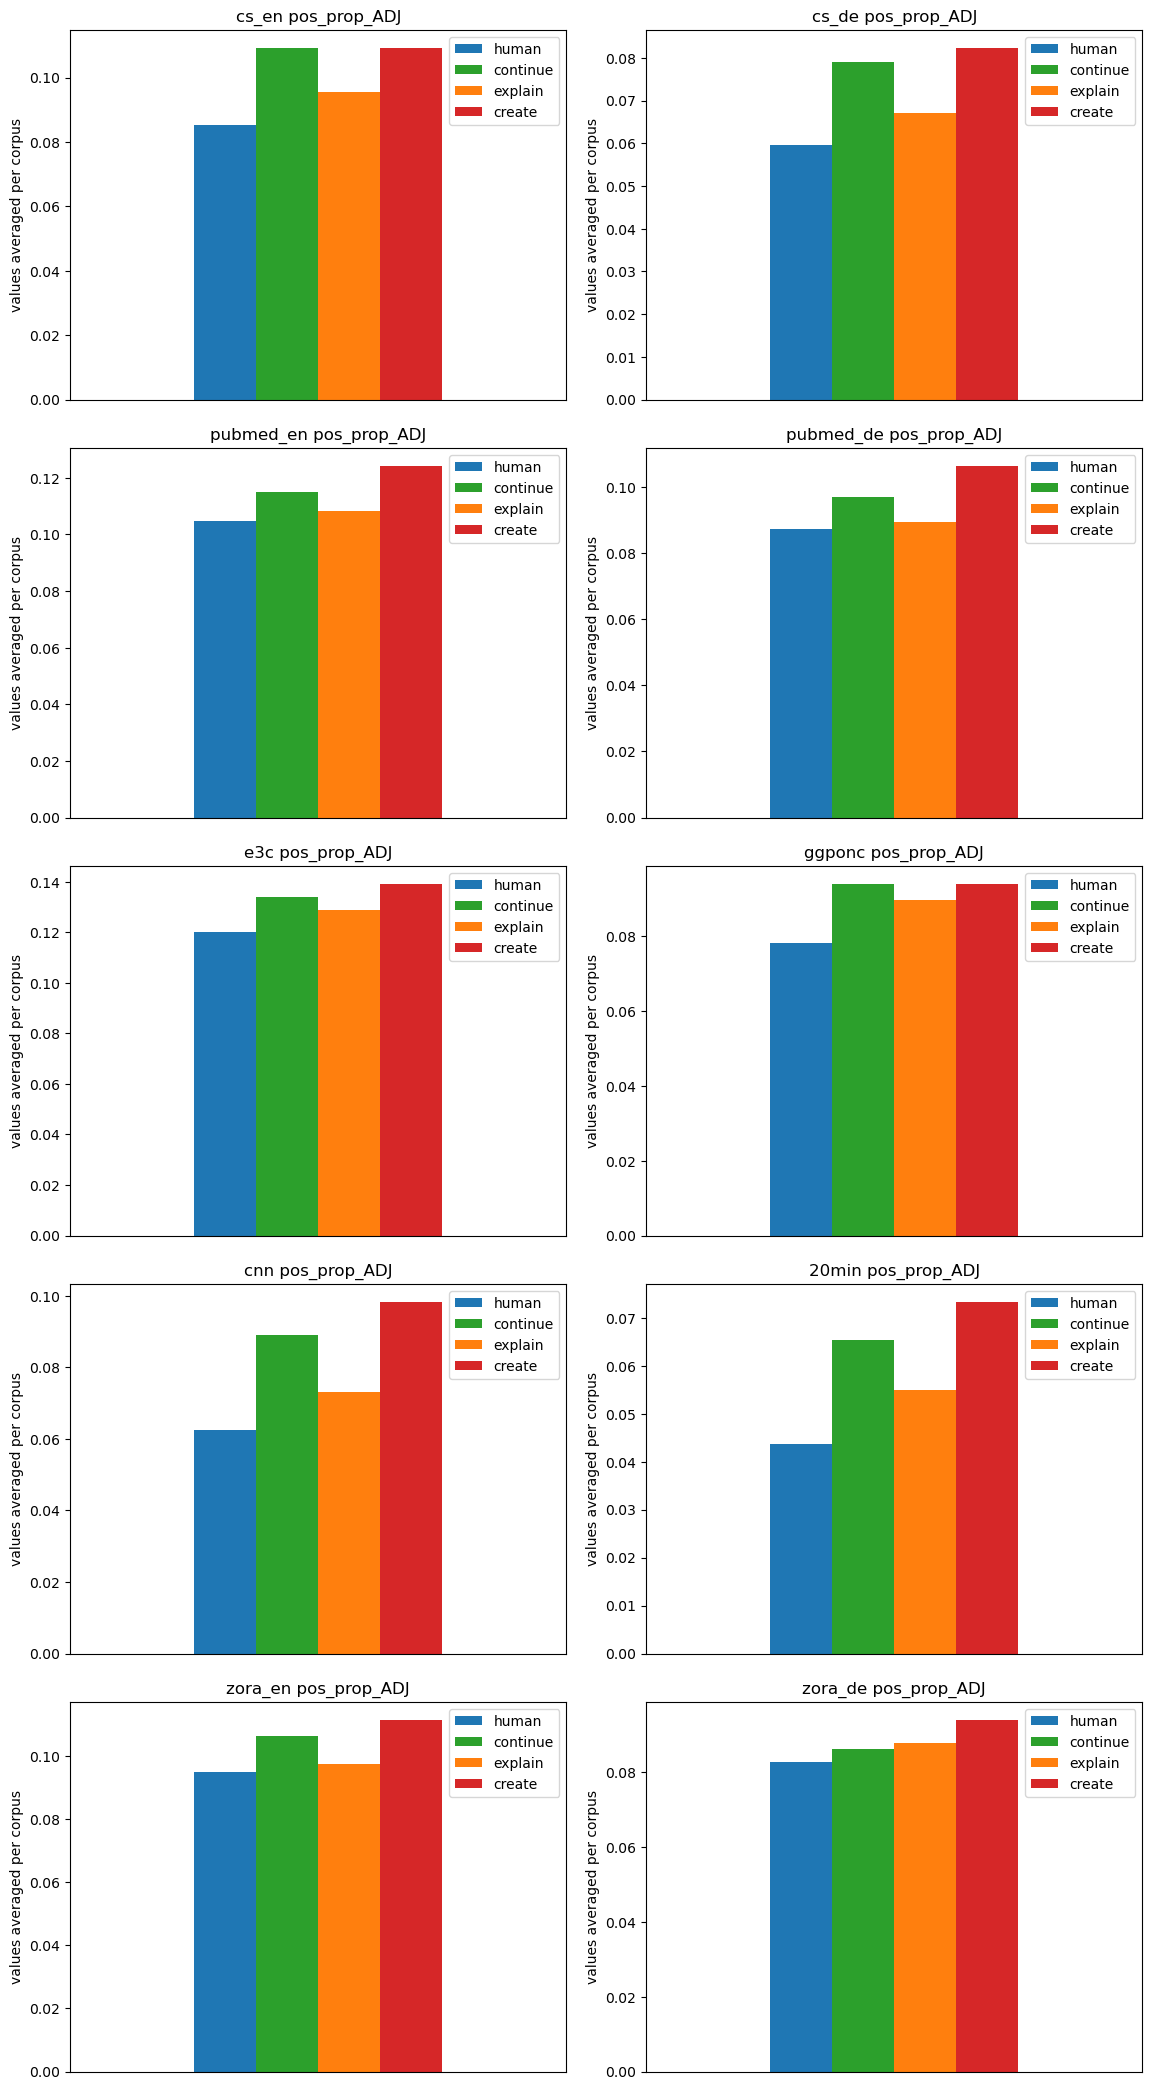 cs_en pos_prop_ADJ
values averaged per corpus
0.10
0.08
0.06
0.04
0.02
0.00
human
continue
explain
create
cs_de pos_prop_ADJ
values averaged per corpus
0.08
0.07
0.06
0.05
0.04
0.03
0.02
0.01
0.00
human
continue
explain
create
pubmed_en pos_prop_ADJ
values averaged per corpus
0.12
0.10
0.08
0.06
0.04
0.02
0.00
human
continue
explain
create
pubmed_de pos_prop_ADJ
values averaged per corpus
0.10
0.08
0.06
0.04
0.02
0.00
human
continue
explain
create
e3c pos_prop_ADJ
values averaged per corpus
0.14
0.12
0.10
0.08
0.06
0.04
0.02
0.00
human
continue
explain
create
ggponc pos_prop_ADJ
values averaged per corpus
0.08
0.06
0.04
0.02
0.00
human
continue
explain
create
cnn pos_prop_ADJ
values averaged per corpus
0.10
0.08
0.06
0.04
0.02
0.00
human
continue
explain
create
20min pos_prop_ADJ
values averaged per corpus
0.07
0.06
0.05
0.04
0.03
0.02
0.01
0.00
human
continue
explain
create
zora_en pos_prop_ADJ
values averaged per corpus
0.10
0.08
0.06
0.04
0.02
0.00
human
continue
explain
create
zora_de pos_prop_ADJ
values averaged per corpus
0.08
0.06
0.04
0.02
0.00
human
continue
explain
create